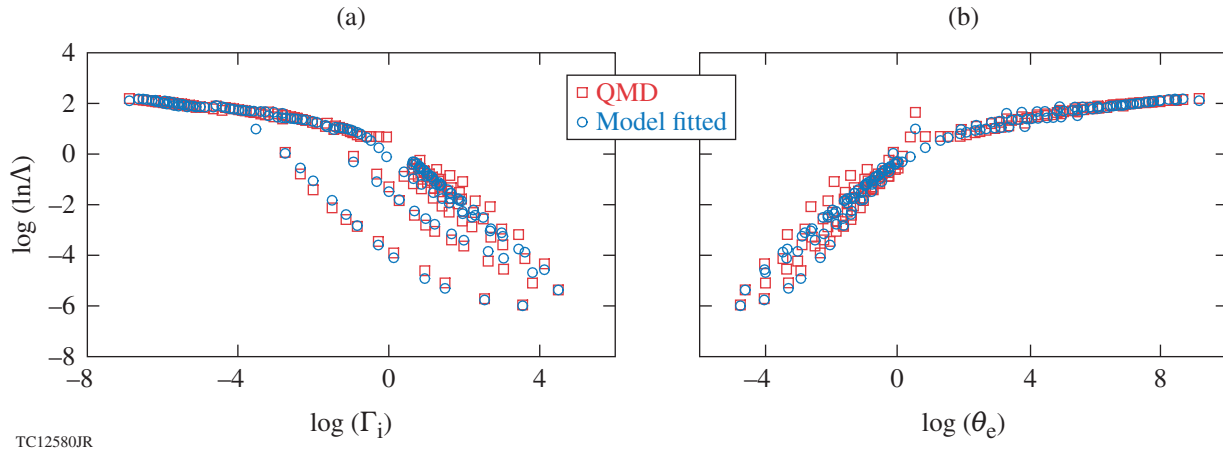 (a)
(b)
4
2
0
−2
−4
−6
−8
log (lnΛ)
QMD
Model fitted
−8
−4
0
4
−4
0
4
8
log (Γi)
log (θe)
TC12580JR